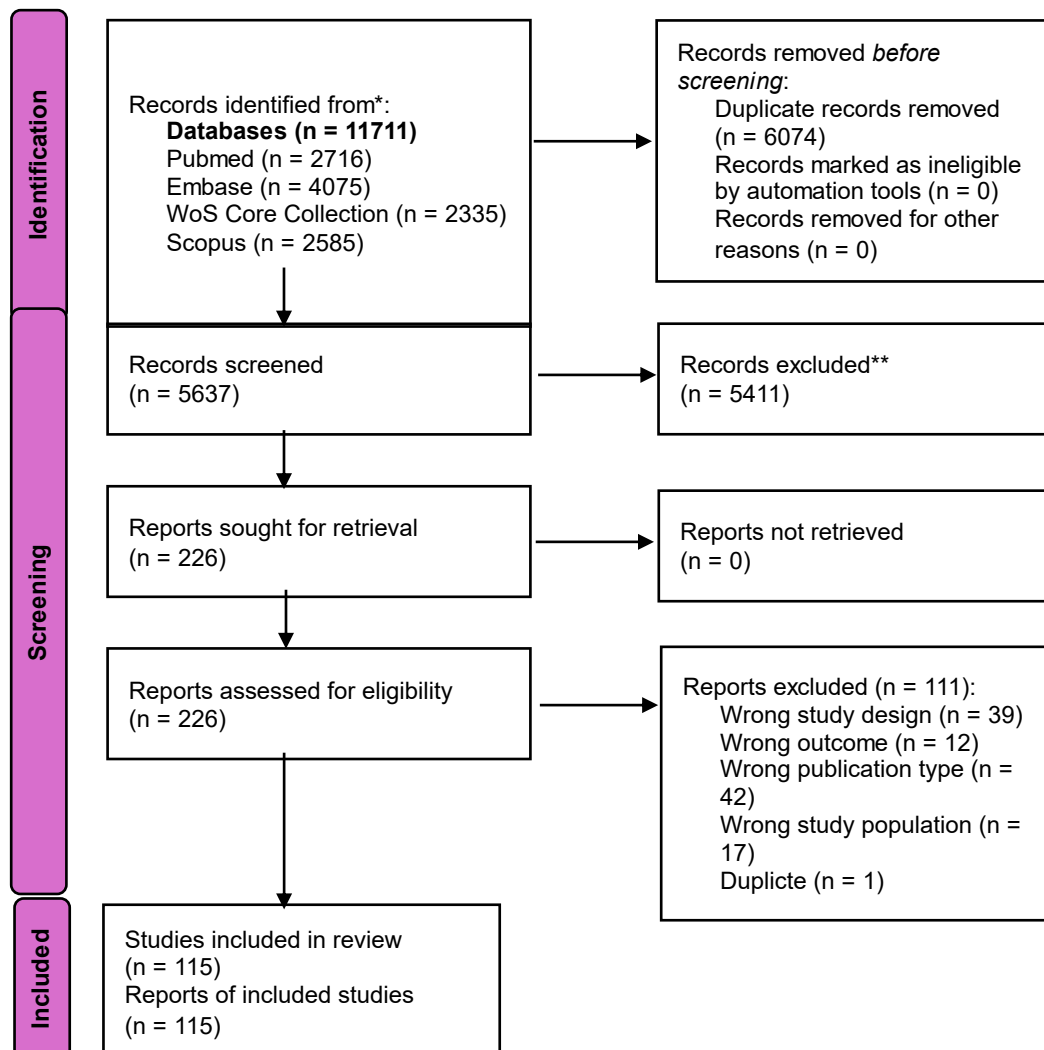 Identification
Records identified from*:
Databases (n = 11711)
Pubmed (n = 2716)
Embase (n = 4075)
WoS Core Collection (n = 2335)
Scopus (n = 2585)
Records removed before
screening:
Duplicate records removed
(n = 6074)
Records marked as ineligible
by automation tools (n = 0)
Records removed for other
reasons (n = 0)
Screening
Records screened
(n = 5637)
Records excluded**
(n = 5411)
Reports sought for retrieval
(n = 226)
Reports not retrieved
(n = 0)
Reports assessed for eligibility
(n = 226)
Reports excluded (n = 111):
Wrong study design (n = 39)
Wrong outcome (n = 12)
Wrong publication type (n =
42)
Wrong study population (n =
17)
Duplicte (n = 1)
Included
Studies included in review
(n = 115)
Reports of included studies
(n = 115)